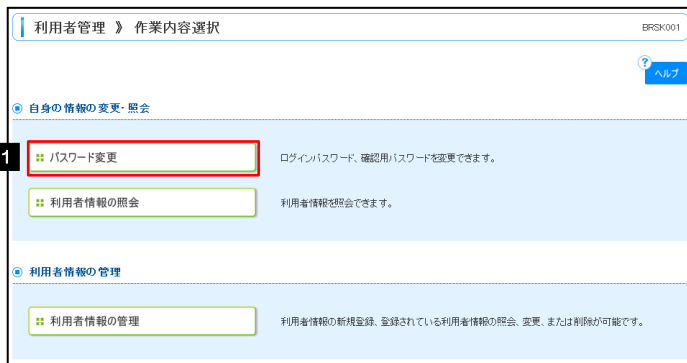 利用者管理 》 作業内容選択
BRSK001
?
ヘルプ
自身の情報の変更・照会
1
パスワード変更
ログインパスワード、確認用パスワードを変更できます。
利用者情報の照会
利用者情報を照会できます。
利用者情報の管理
利用者情報の管理
利用者情報の新規登録、登録されている利用者情報の照会、変更、または削除が可能です。